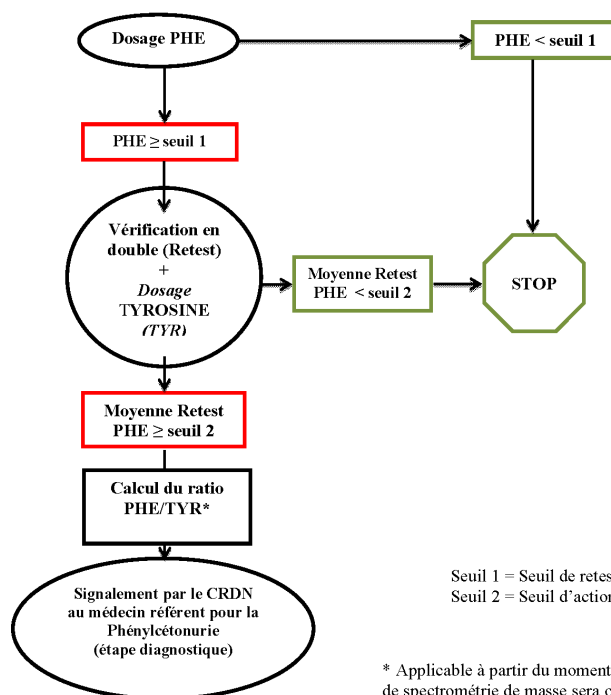 Dosage PHE
PHE < seuil 1
PHE ≥ seuil 1
Vérification en
double (Retest)
+
Dosage
TYROSINE
(TYR)
Moyenne Retest
PHE < seuil 2
STOP
Moyenne Retest
PHE ≥ seuil 2
Calcul du ratio
PHE/TYR*
Signalement par le CRDN
au médecin référent pour la
Phénylcétonurie
(étape diagnostique)
Seuil 1 = Seuil de retes
Seuil 2 = Seuil d'action
* Applicable à partir du moment
de spectrométrie de masse sera